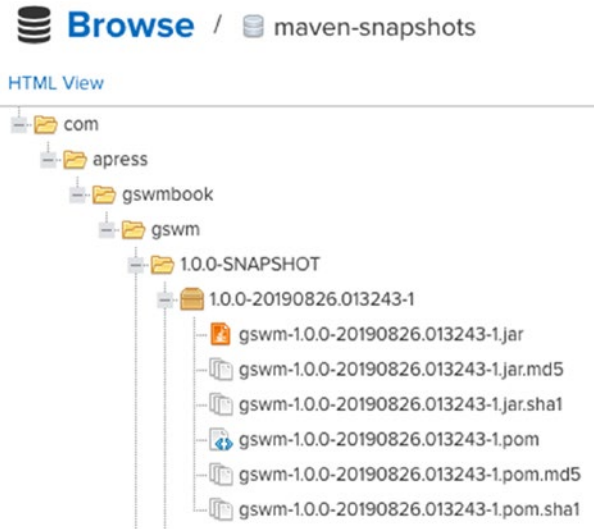 Browse / maven-snapshots
HTML View
com
apress
gswmbook
gswm
1.0.0-SNAPSHOT
1.0.0-20190826.013243-1
gswm-1.0.0-20190826.013243-1.jar
gswm-1.0.0-20190826.013243-1.jar.md5
gswm-1.0.0-20190826.013243-1.jar.sha1
gswm-1.0.0-20190826.013243-1.pom
gswm-1.0.0-20190826.013243-1.pom.md5
gswm-1.0.0-20190826.013243-1.pom.sha1